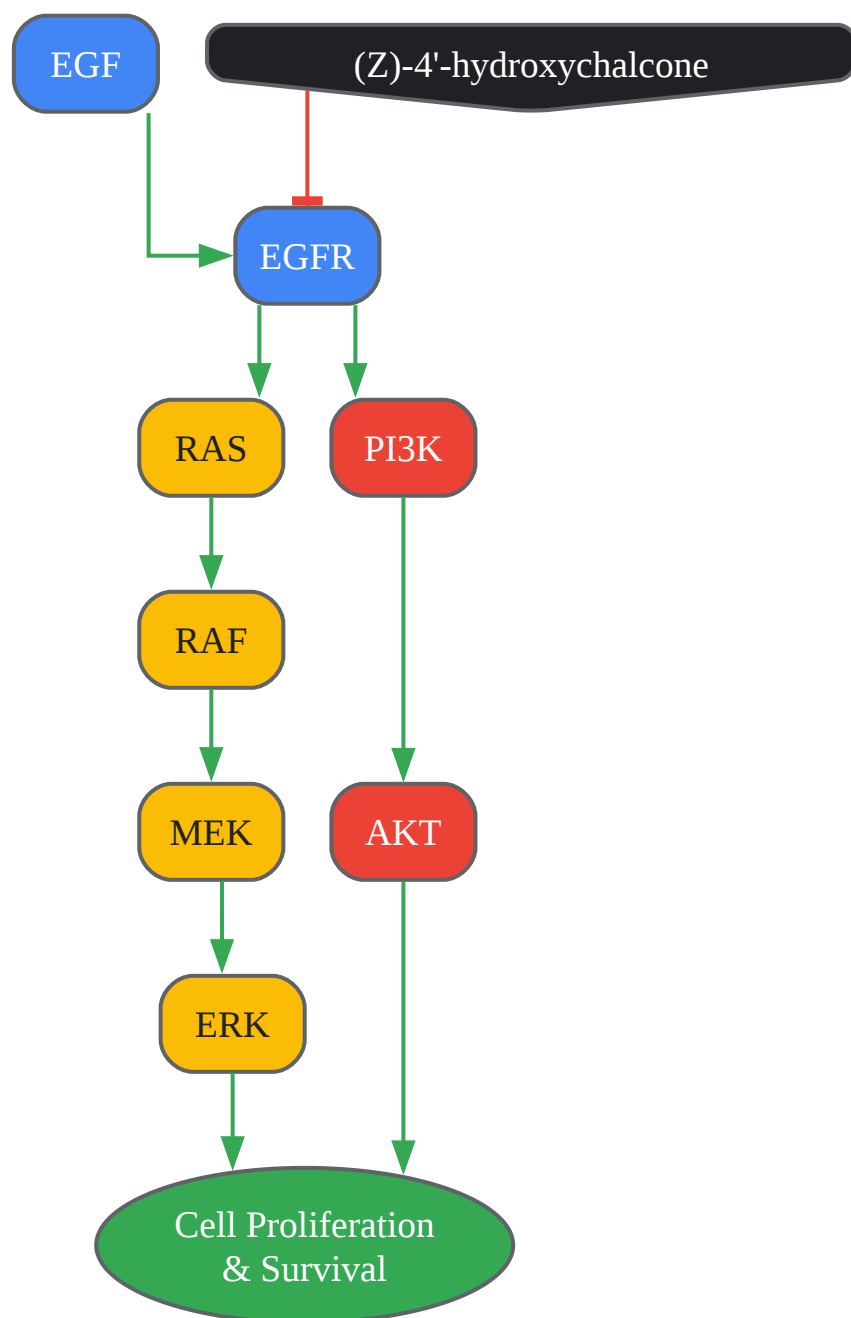 EGF
(Z)-4'-hydroxychalcone
EGFR
RAS
PI3K
RAF
MEK
AKT
ERK
Cell Proliferation
& Survival